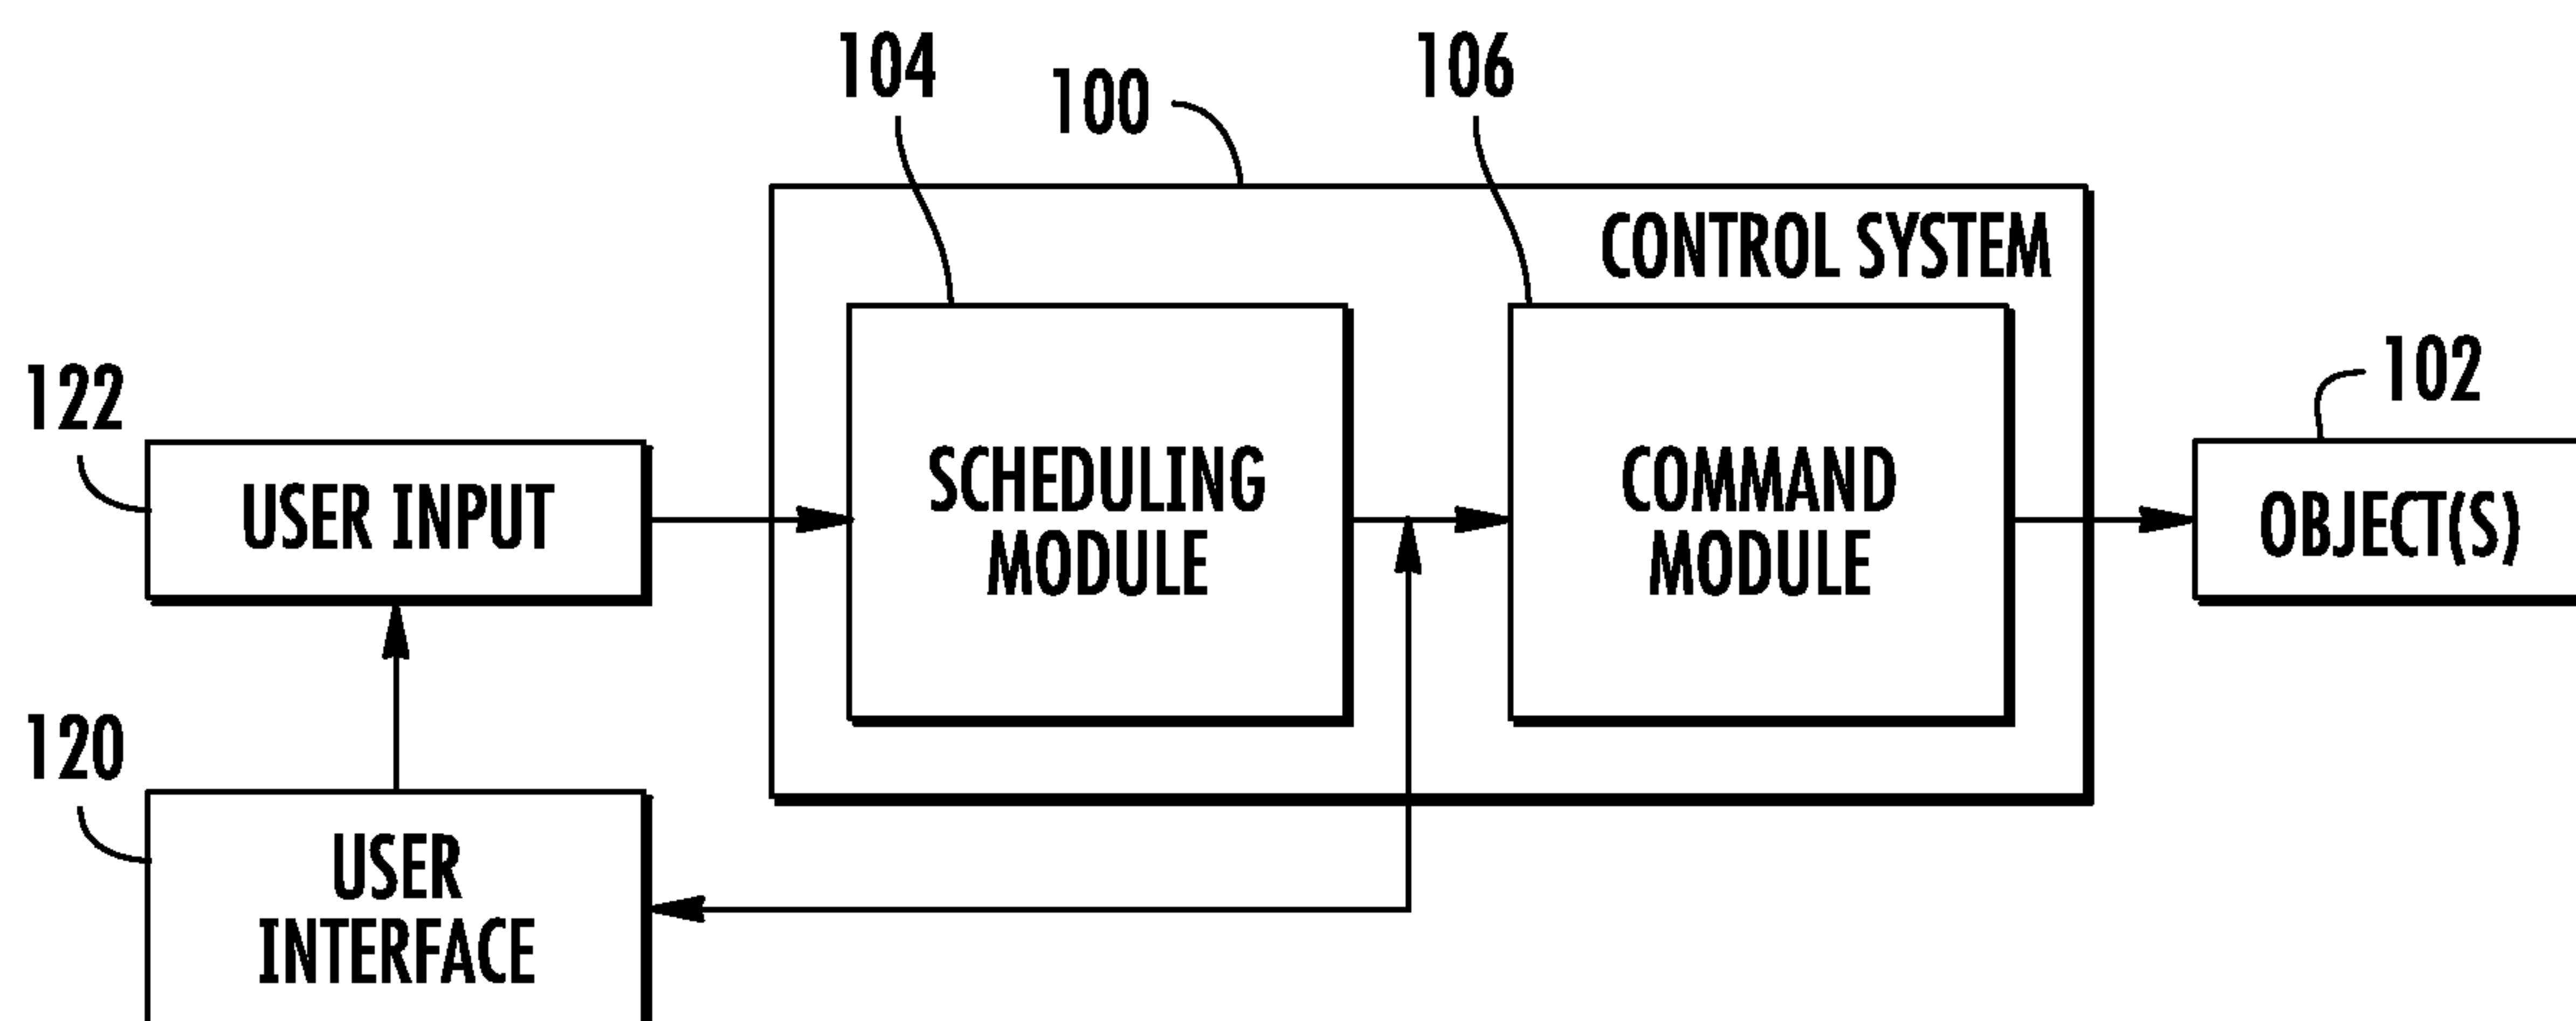 104
100
106
CONTROL SYSTEM
122
USER INPUT
SCHEDULING
MODULE
COMMAND
MODULE
102
OBJECT(S)
120
USER
INTERFACE